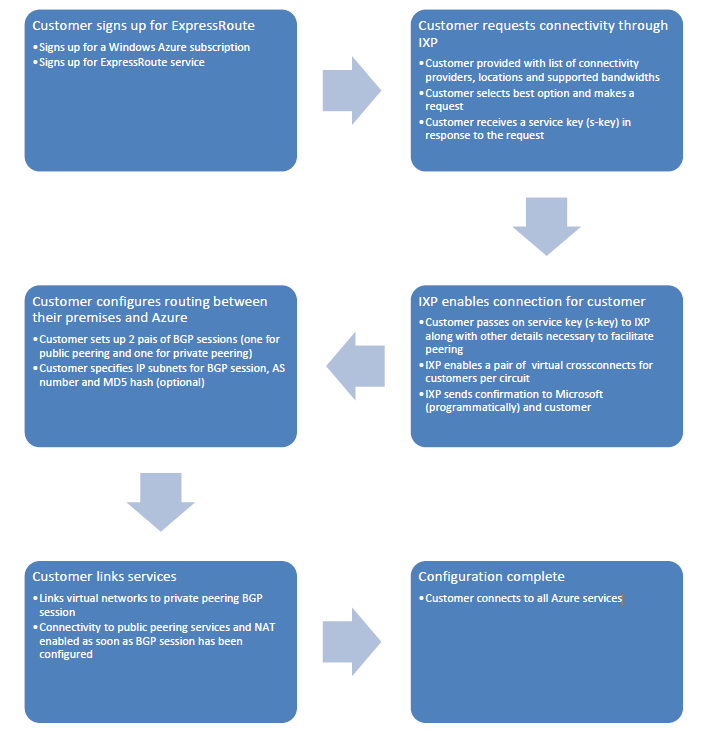 Customer signs up for ExpressRoute
•Signs up for a Windows Azure subscription
•Signs up for ExpressRoute service
Customer requests connectivity through
IXP
•Customer provided with list of connectivity
providers, locations and supported bandwidths
•Customer selects best option and makes a
request
•Customer receives a service key (s-key) in
response to the request
IXP enables connection for customer
•Customer passes on service key (s-key) to IXP
along with other details necessary to facilitate
peering
•IXP enables a pair of virtual crossconnects for
customers per circuit
•IXP sends confirmation to Microsoft
(programmatically) and customer
Customer configures routing between
their premises and Azure
•Customer sets up 2 pais of BGP sessions (one for
public peering and one for private peering)
•Customer specifies IP subnets for BGP session, AS
number and MD5 hash (optional)
Customer links services
•Links virtual networks to private peering BGP
session
•Connectivity to public peering services and NAT
enabled as soon as BGP session has been
configured
Configuration complete
•Customer connects to all Azure services